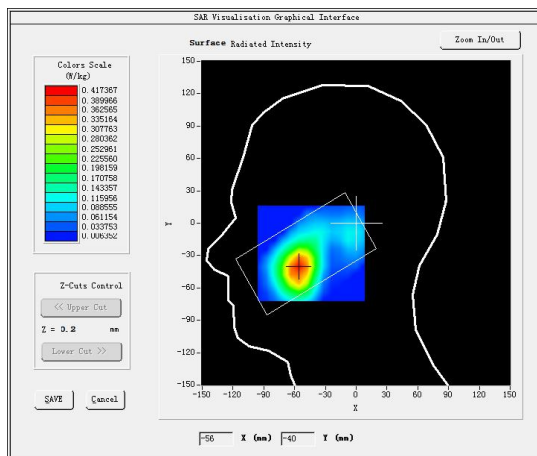 SAR Visualisation Graphical Interface
Surface Radiated Intensity
Zoom In/Out
Colors Scale
(W/kg)
0.417367
0.389966
0.362565
0.335164
0.307763
0.280362
0.252961
0.225560
0.198159
0.170758
0.143357
0.115956
0.088555
0.061154
0.033753
0.006352
150
120
90
60
30
0
-30
-60
-90
-120
-150
Y
-150 -120 -90 -60 -30 0 30 60 90 120 150
X
Z-Cuts Control
<< Upper Cut
Z = 0.2 mm
Lower Cut >>
SAVE Cancel
-56 X (mm) -40 Y (mm)